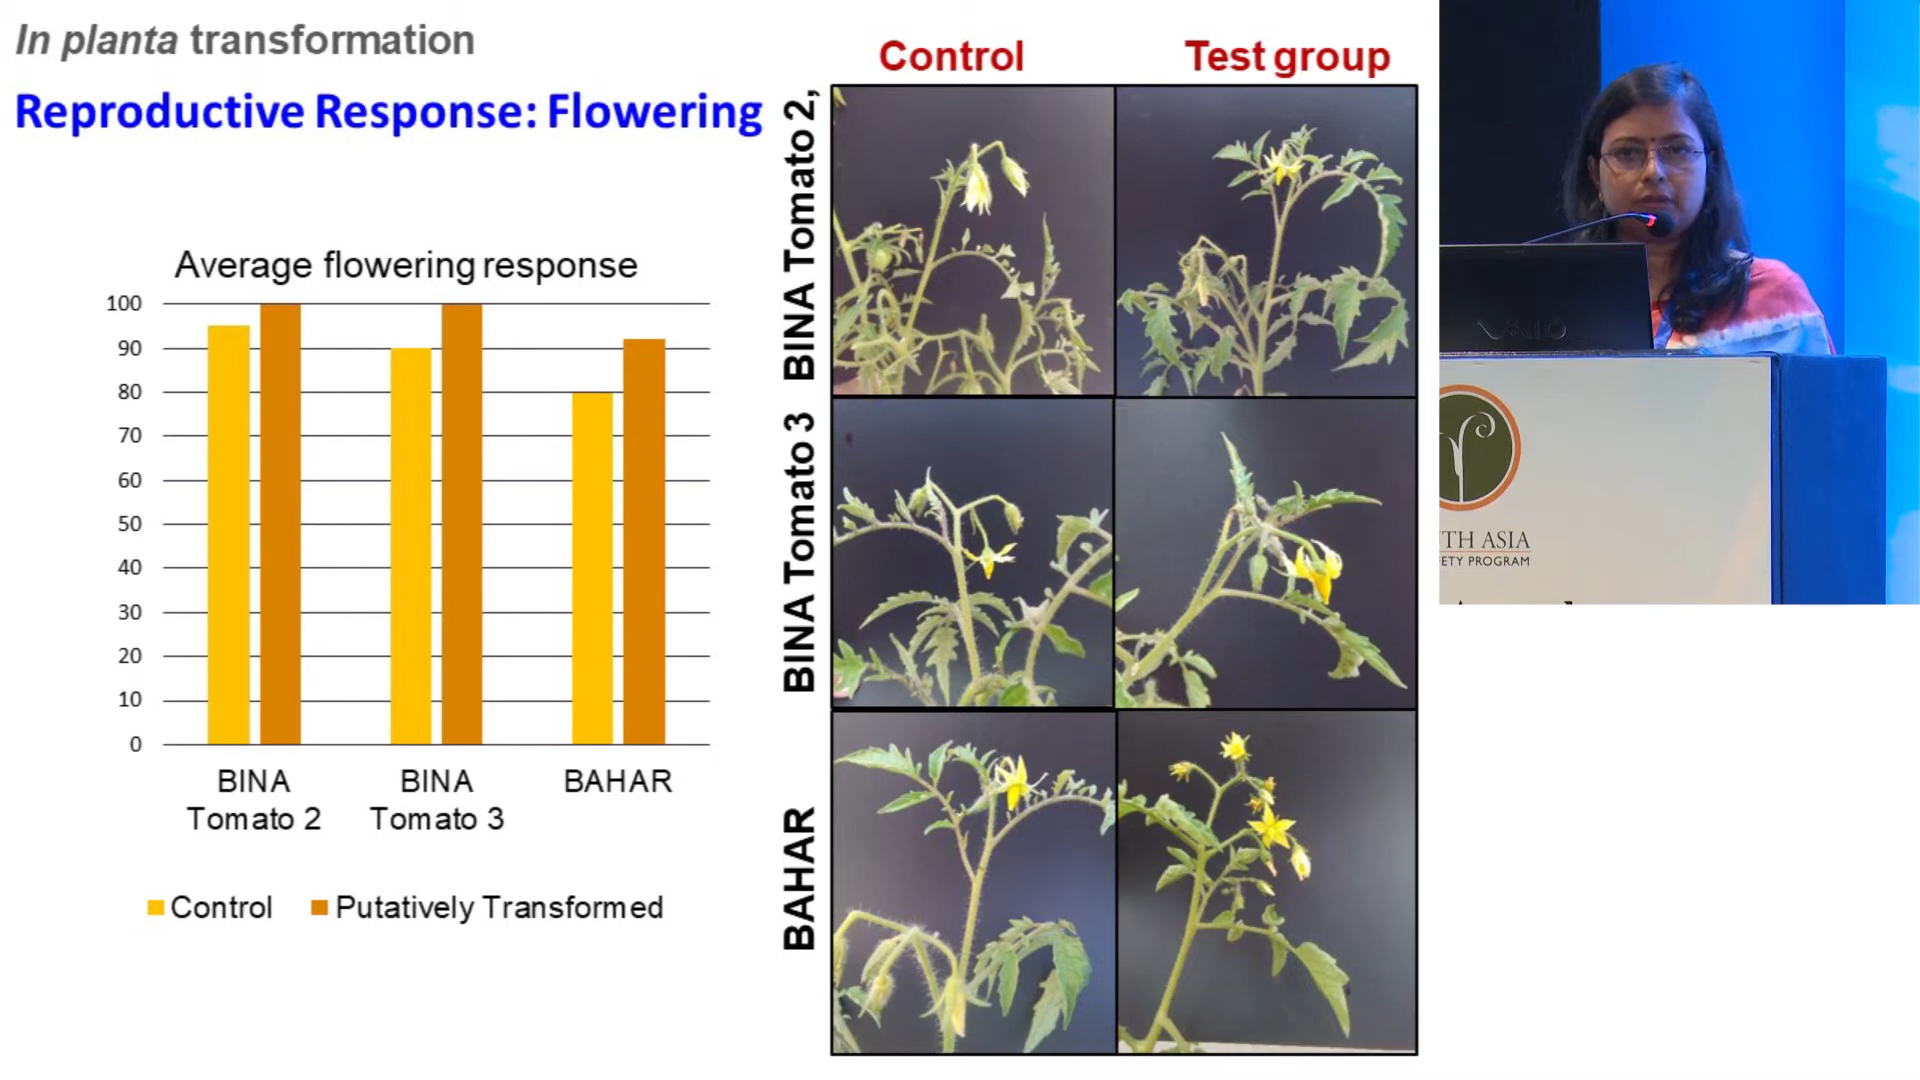 In planta transformation
Reproductive Response: Flowering
Average flowering response
100
90
80
70
60
50
40
30
20
10
0
BINA
Tomato 2
BINA
Tomato 3
BAHAR
Control
Putatively Transformed
Control
Test group
BINA Tomato 2,
BINA Tomato 3
BAHAR
VAIO
TH ASIA
ETY PROGRAM